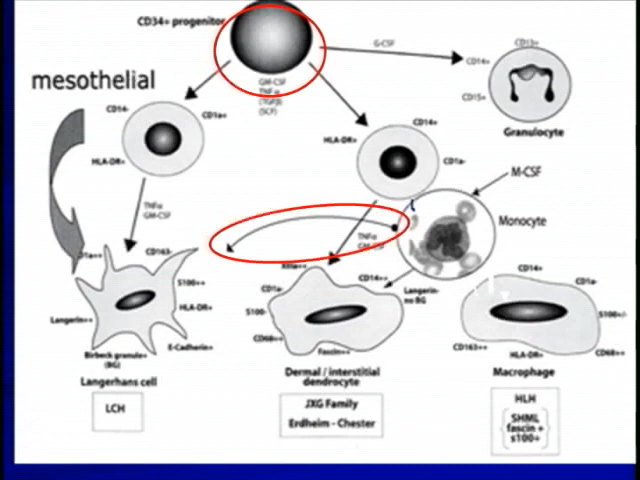 CD34+ progenitor
G-CSF
CD13+
CD14+
CD15+
Granulocyte
mesothelial
GM-CSF
TNFα
(TGFβ)
(SCF)
CD14-
CD1a+
HLA-DR+
CD14+
HLA-DR+
CD1a-
M-CSF
Monocyte
TNFα
GM-CSF
TNFα
GM-CSF
CD163-
S100++
HLA-DR+
Langerin++
E-Cadherin+
Birbeck granule+
(BG)
Langerhans cell
LCH
CD14++
Langerin-
no BG
CD1a-
S100-
CD68++
Fascin++
Dermal / interstitial
dendrocyte
JXG Family
Erdheim - Chester
CD14+
CD1a-
S100+/-
CD163++
HLA-DR+
CD68++
Macrophage
HLH
SHML
fascin +
s100+